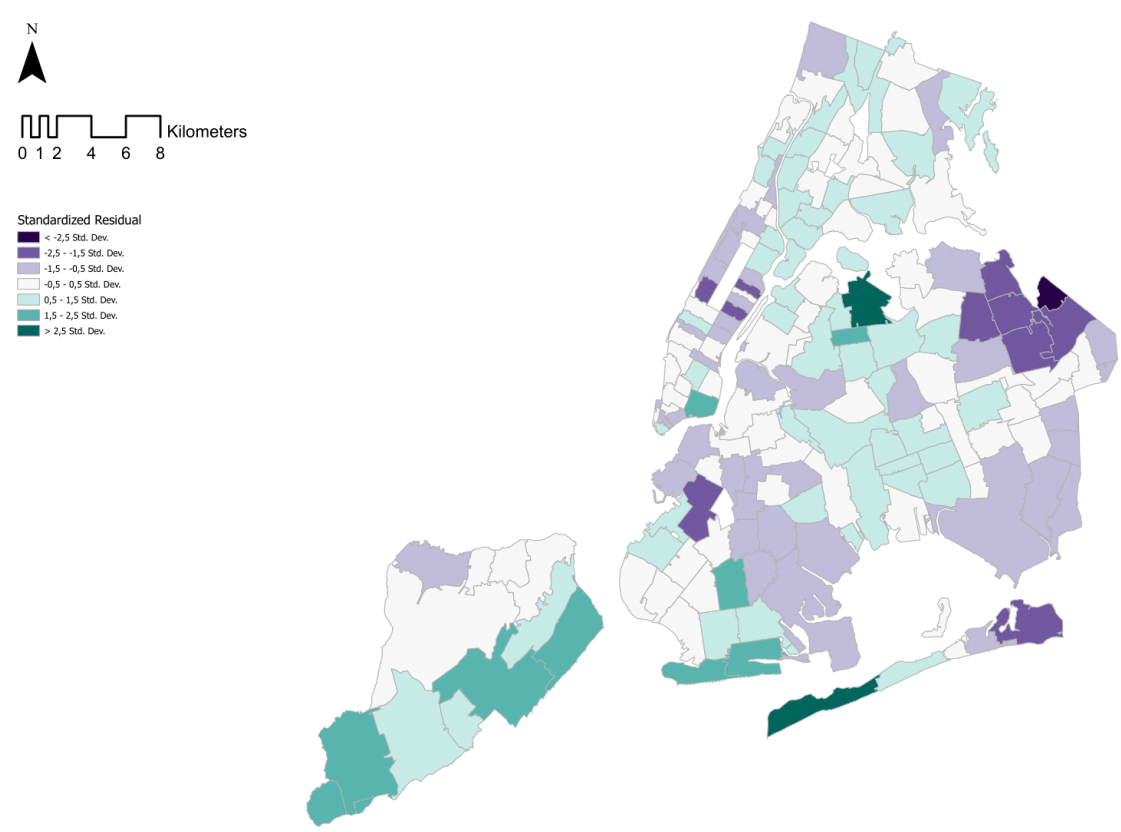 N
Kilometers
0 1 2 4 6 8
Standardized Residual
< -2,5 Std. Dev.
-2,5 - -1,5 Std. Dev.
-1,5 - -0,5 Std. Dev.
-0,5 - 0,5 Std. Dev.
0,5 - 1,5 Std. Dev.
1,5 - 2,5 Std. Dev.
> 2,5 Std. Dev.